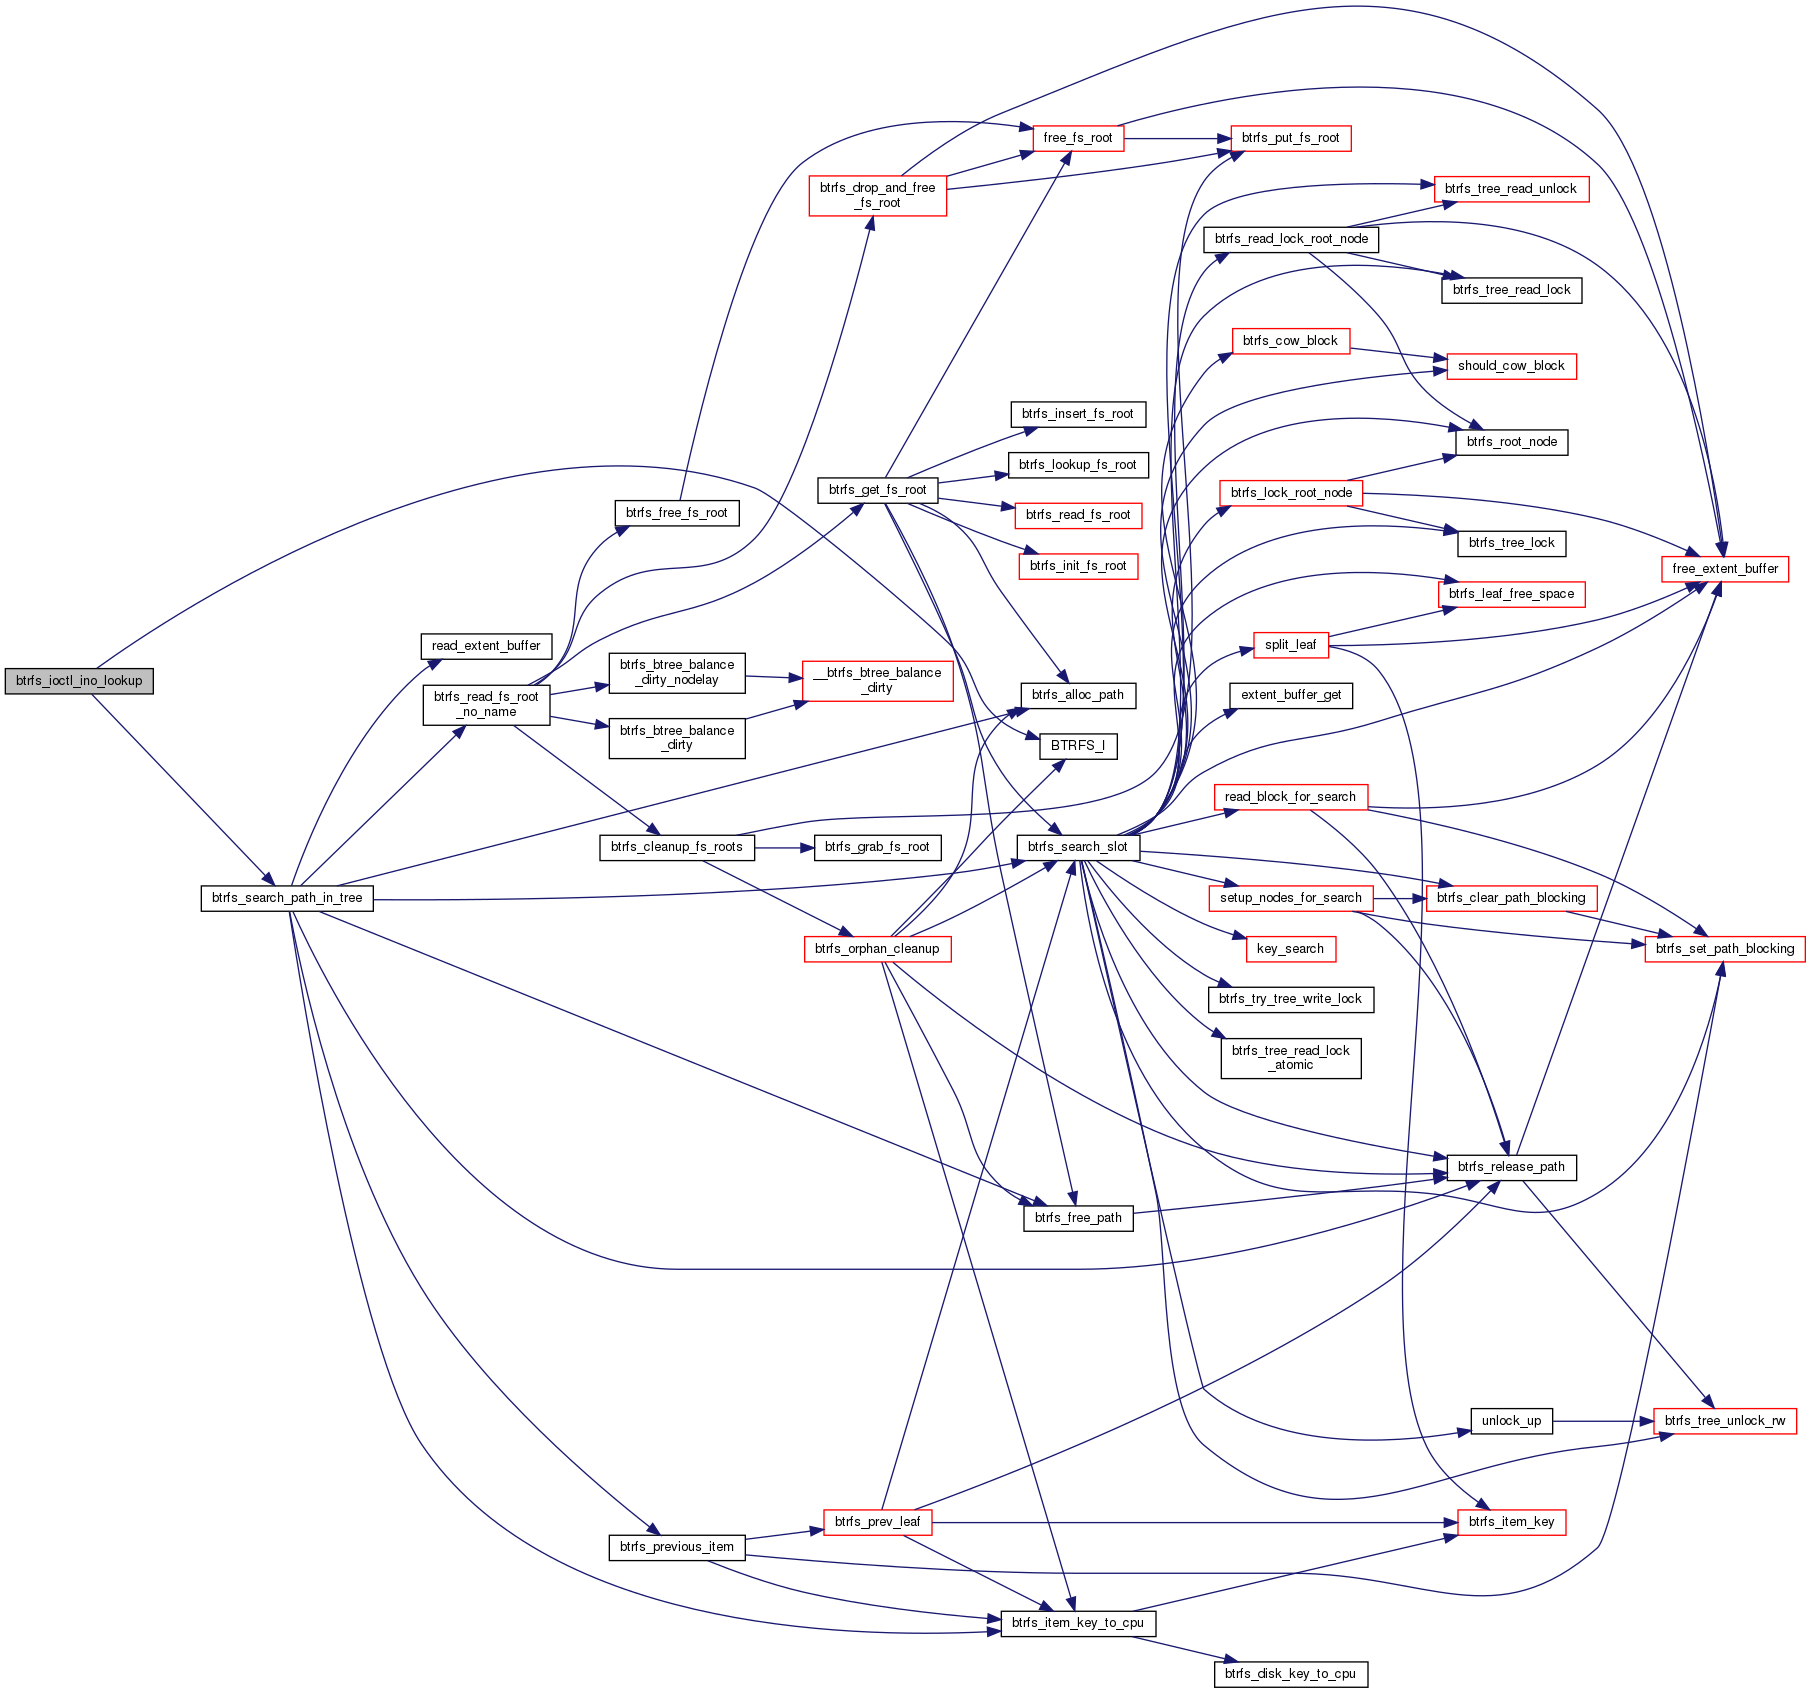 btrfs_ioctl_ino_lookup
btrfs_search_path_in_tree
read_extent_buffer
btrfs_read_fs_root
_no_name
btrfs_free_fs_root
btrfs_btree_balance
_dirty_nodelay
btrfs_btree_balance
_dirty
btrfs_cleanup_fs_roots
btrfs_previous_item
btrfs_drop_and_free
_fs_root
btrfs_get_fs_root
__btrfs_btree_balance
_dirty
btrfs_grab_fs_root
btrfs_orphan_cleanup
btrfs_prev_leaf
free_fs_root
btrfs_insert_fs_root
btrfs_lookup_fs_root
btrfs_read_fs_root
btrfs_init_fs_root
btrfs_alloc_path
BTRFS_I
btrfs_search_slot
btrfs_free_path
btrfs_item_key_to_cpu
btrfs_put_fs_root
btrfs_read_lock_root_node
btrfs_cow_block
btrfs_lock_root_node
split_leaf
extent_buffer_get
read_block_for_search
setup_nodes_for_search
key_search
btrfs_try_tree_write_lock
btrfs_tree_read_lock
_atomic
btrfs_disk_key_to_cpu
btrfs_tree_read_unlock
btrfs_tree_read_lock
should_cow_block
btrfs_root_node
btrfs_tree_lock
btrfs_leaf_free_space
btrfs_clear_path_blocking
btrfs_release_path
unlock_up
btrfs_item_key
free_extent_buffer
btrfs_set_path_blocking
btrfs_tree_unlock_rw